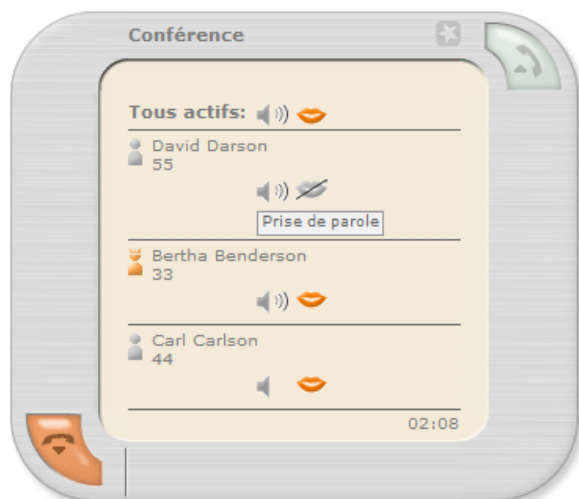 Conférence
Tous actifs:
David Darson
55
Prise de parole
Bertha Benderson
33
Carl Carlson
44
02:08